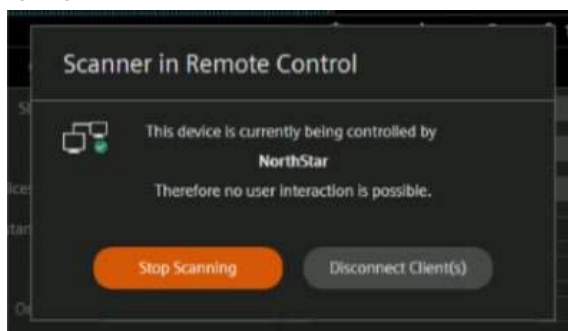 Scanner in Remote Control
This device is currently being controlled by
NorthStar
Therefore no user interaction is possible.
Stop Scanning
Disconnect Client(s)